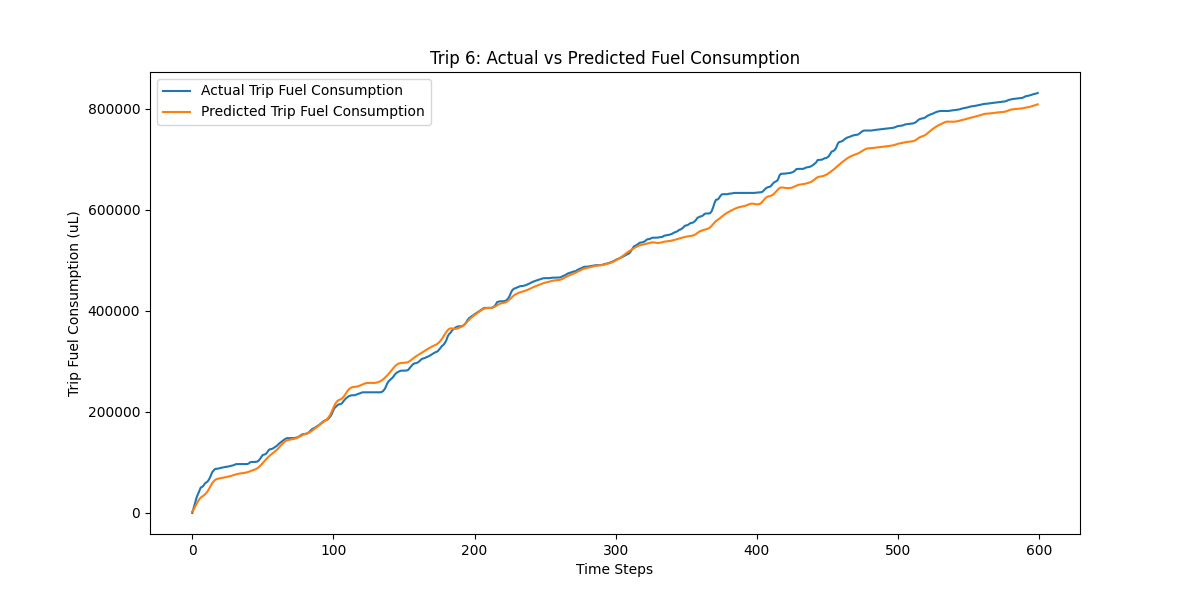 Trip 6: Actual vs Predicted Fuel Consumption
Actual Trip Fuel Consumption
Predicted Trip Fuel Consumption
Trip Fuel Consumption (uL)
800000
600000
400000
200000
0
0 100 200 300 400 500 600
Time Steps